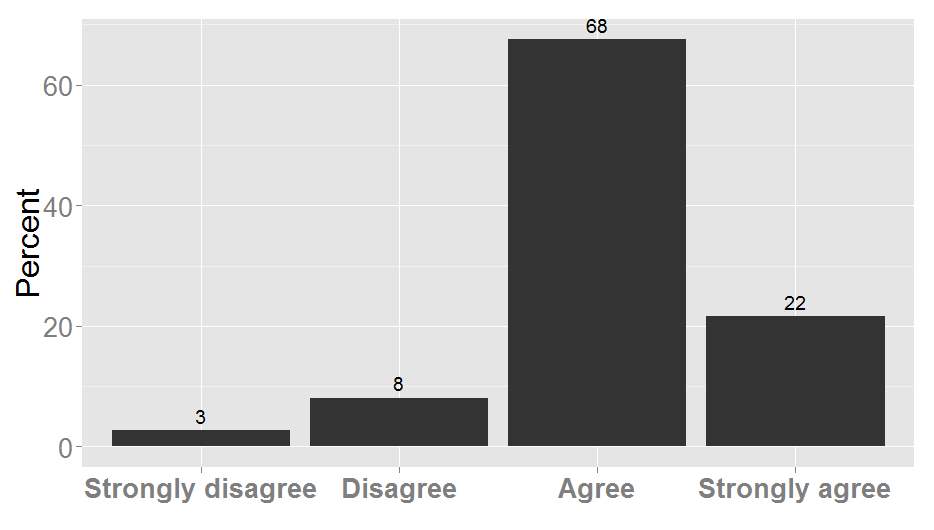 Percent
60
40
20
0
3
8
68
22
Strongly disagree
Disagree
Agree
Strongly agree